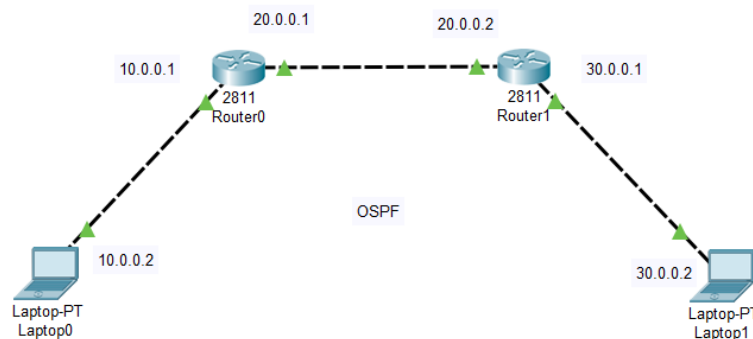 20.0.0.1
20.0.0.2
10.0.0.1
30.0.0.1
2811
Router0
2811
Router1
OSPF
10.0.0.2
30.0.0.2
Laptop-PT
Laptop0
Laptop-PT
Laptop1